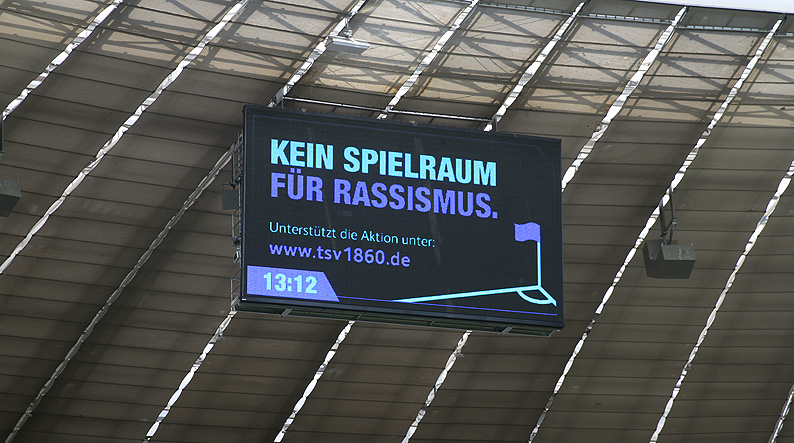 KEIN SPIELRAUM
FÜR RASSISMUS.
Unterstützt die Aktion unter:
www.tsv1860.de
13:12